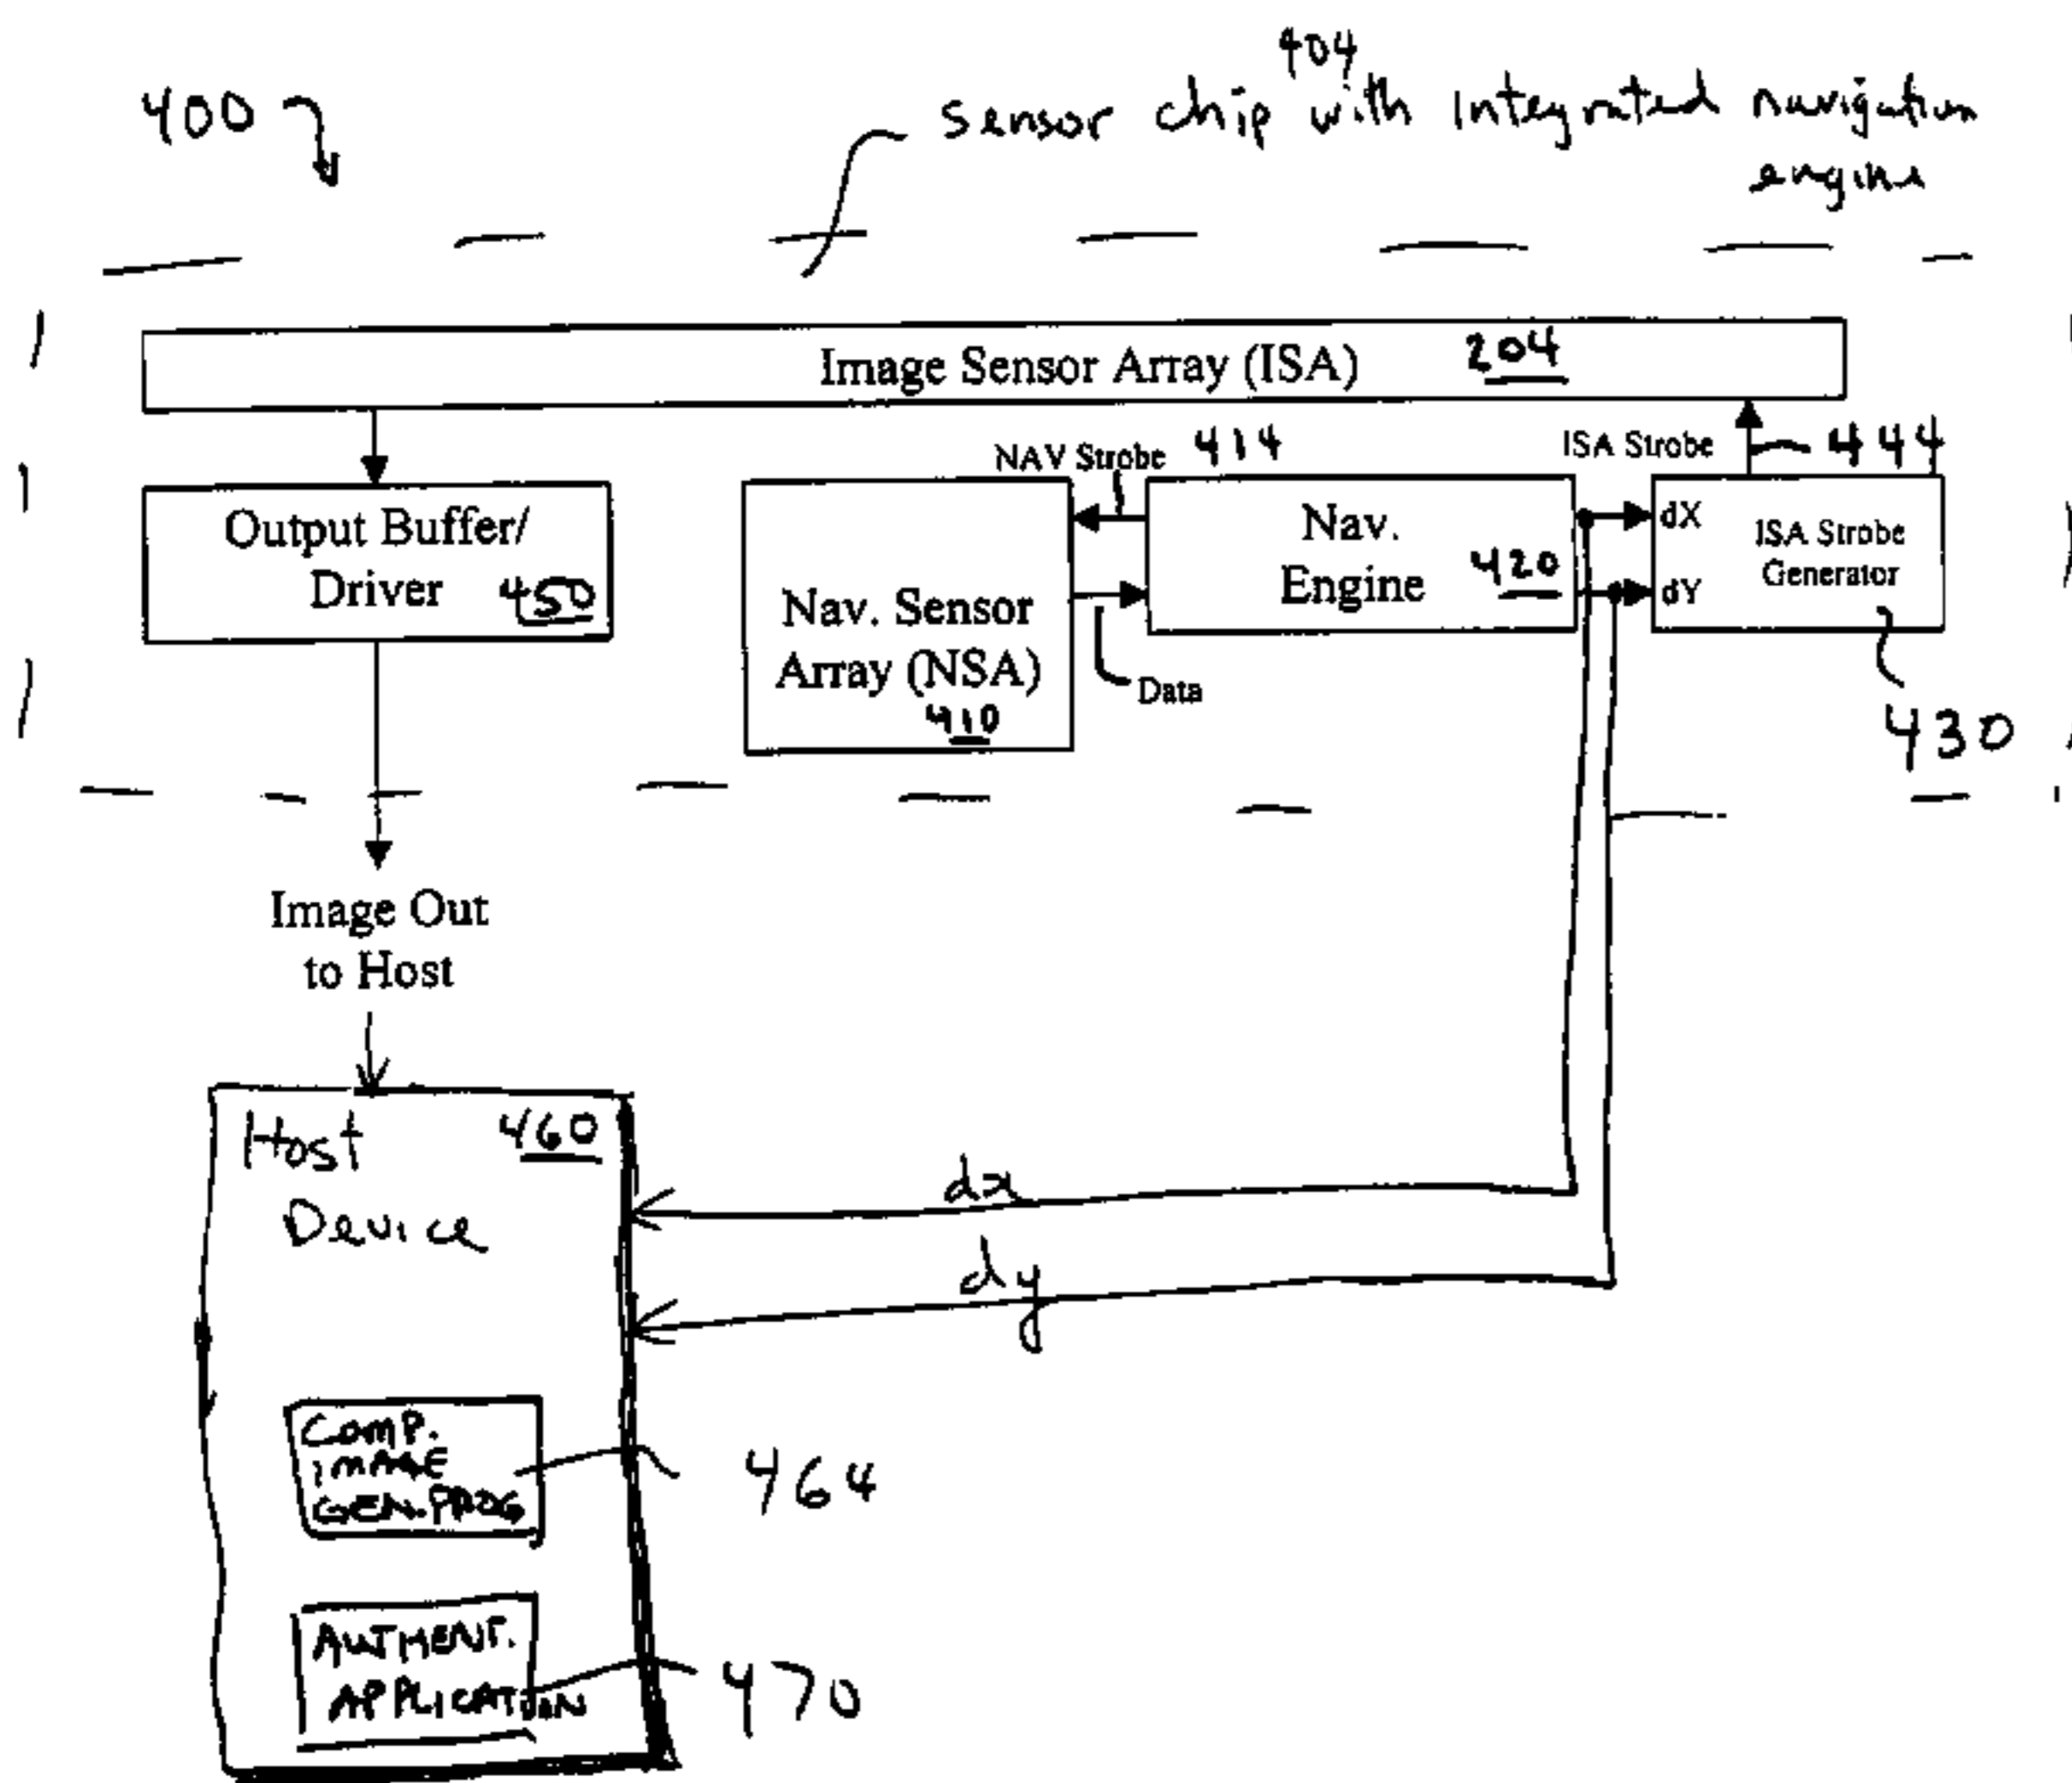 404
400
Sensor chip with Integrated navigation
engine
Image Sensor Array (ISA) 204
NAV Strobe 414
ISA Strobe 444
Output Buffer/
Driver 450
Nav. Sensor
Array (NSA)
410
Data
Nav.
Engine 420
dX
dY
ISA Strobe
Generator
430
Image Out
to Host
Host 460
Device
dx
dy
COMP.
IMAGE
GEN. PROG
464
AUTHENT.
APPLICATION
470